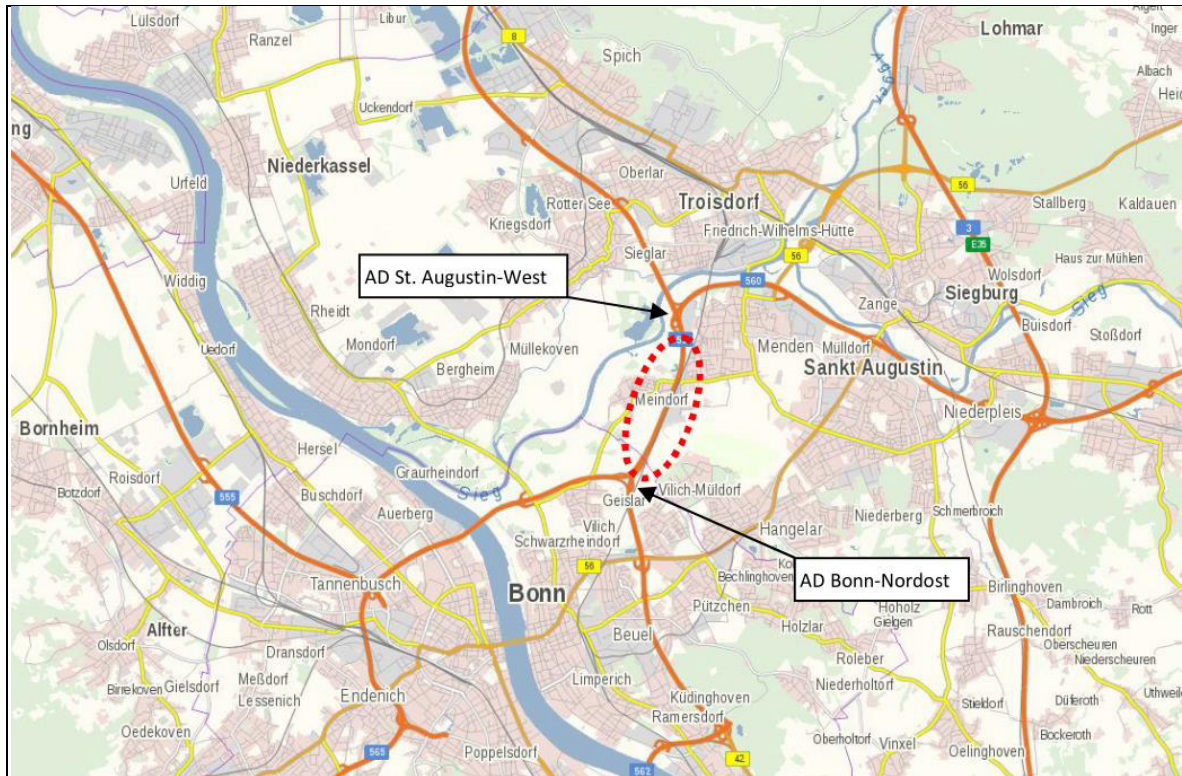 Lülsdorf
Libur
Ranzel
8
Spich
Lohmar
Algert
Inger
Albach
Uckendorf
Agger
Niederkassel
Urfeld
Oberlar
Troisdorf
56
Stallberg
Kaldauen
Rotter See
Kriegsdorf
Friedrich-Wilhelms-Hütte
3
E35
Sieglar
56
Haus zur Mühlen
AD St. Augustin-West
560
Wolsdorf
Widdig
Zange
Siegburg
Sieg
Rheidt
Buisdorf
Stoßdorf
Uedorf
Mondorf
Müllekoven
Menden
Mülldorf
Bergheim
Sankt Augustin
Meindorf
Niederpleis
Bornheim
Hersel
Roisdorf
Graurheindorf
Botzdorf
Sieg
555
Buschdorf
Geislar
Vilich-Müldorf
Auerberg
Niederberg
Schmerbroich
Vilich
Hangelar
Schwarzrheindorf
56
Bechlinghoven
AD Bonn-Nordost
Tannenbusch
Birlinghoven
Bonn
Dambroich
Rott
Pützchen
Hoholz
Gielgen
Alfter
Beuel
Holzlar
Rauschendorf
Olsdorf
Dransdorf
Oberscheuren
Niederscheuren
Roleber
Meßdorf
Birrekoven
Gielsdorf
Limperich
Lessenich
Niederholtorf
Endenich
Küdinghoven
Stieldorf
Düferoth
Ramersdorf
Oedekoven
Bockeroth
Oberholtorf
Vinxel
Oelinghoven
565
Poppelsdorf
42
562